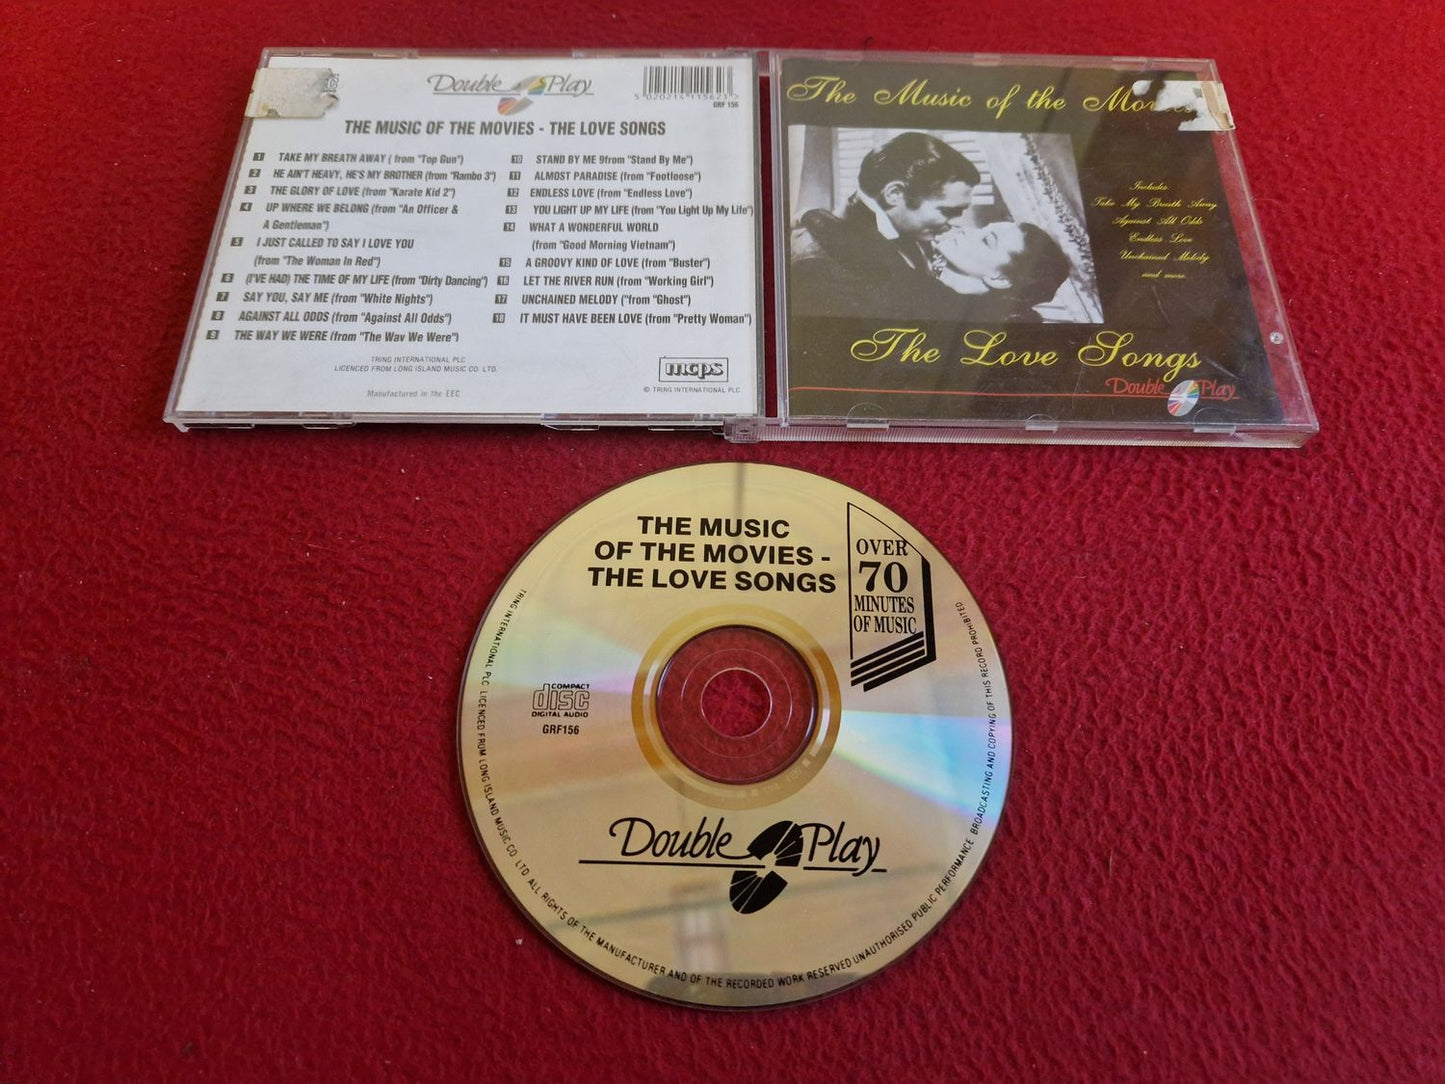 Double Play
5 020214 115623 >
GRF 156
THE MUSIC OF THE MOVIES - THE LOVE SONGS
1 TAKE MY BREATH AWAY ( from "Top Gun")
2 HE AIN'T HEAVY, HE'S MY BROTHER (from "Rambo 3")
3 THE GLORY OF LOVE (from "Karate Kid 2")
4 UP WHERE WE BELONG (from "An Officer &
A Gentleman")
5 I JUST CALLED TO SAY I LOVE YOU
(from "The Woman In Red")
6 (I'VE HAD) THE TIME OF MY LIFE (from "Dirty Dancing")
7 SAY YOU, SAY ME (from "White Nights")
8 AGAINST ALL ODDS (from "Against All Odds")
9 THE WAY WE WERE (from "The Way We Were")
10 STAND BY ME 9from "Stand By Me")
11 ALMOST PARADISE (from "Footloose")
12 ENDLESS LOVE (from "Endless Love")
13 YOU LIGHT UP MY LIFE (from "You Light Up My Life")
14 WHAT A WONDERFUL WORLD
(from "Good Morning Vietnam")
15 A GROOVY KIND OF LOVE (from "Buster")
16 LET THE RIVER RUN (from "Working Girl")
17 UNCHAINED MELODY ("from "Ghost")
18 IT MUST HAVE BEEN LOVE (from "Pretty Woman")
TRING INTERNATIONAL PLC
LICENCED FROM LONG ISLAND MUSIC CO. LTD.
Manufactured in the EEC
mcps
© TRING INTERNATIONAL PLC.
The Music of the
Includes
Take My Breath Away
Against All Odds
Endless Love
Unchained Melody
and more
The Love Songs
Double Play
THE MUSIC
OF THE MOVIES -
THE LOVE SONGS
OVER
70
MINUTES
OF MUSIC
COMPACT
disc
DIGITAL AUDIO
GRF156
Double Play
TRING INTERNATIONAL PLC LICENCED FROM LONG ISLAND MUSIC CO. LTD. ALL RIGHTS OF THE MANUFACTURER AND OF THE RECORDED WORK RESERVED UNAUTHORISED PUBLIC PERFORMANCE BROADCASTING AND COPYING OF THIS RECORD PROHIBITED